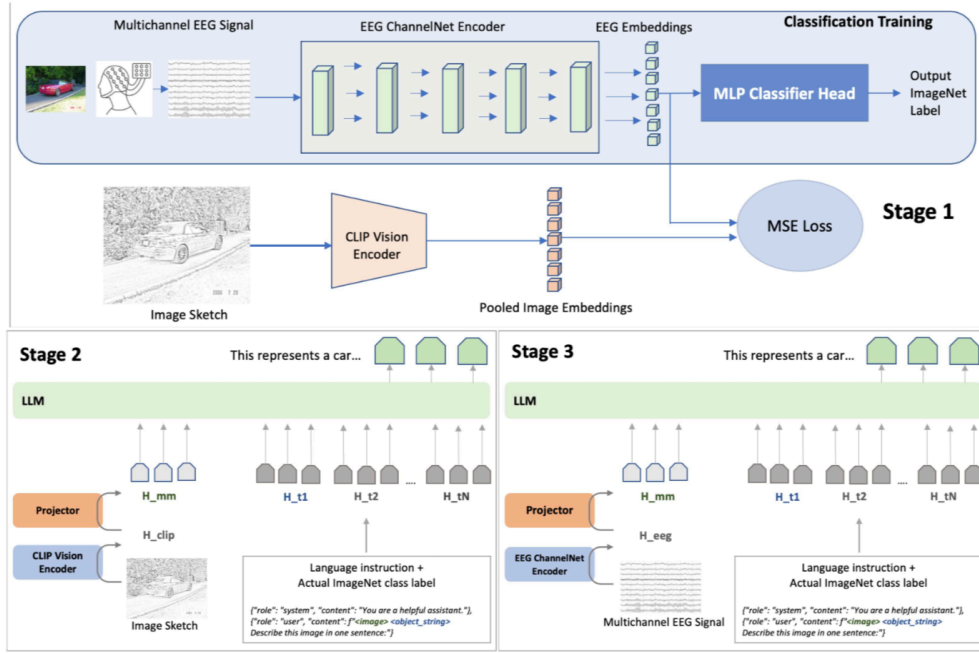 Multichannel EEG Signal
EEG ChannelNet Encoder
EEG Embeddings
Classification Training
MLP Classifier Head
Output
ImageNet
Label
CLIP Vision
Encoder
MSE Loss
Stage 1
Image Sketch
Pooled Image Embeddings
Stage 2
This represents a car...
LLM
H_mm
H_t1
H_t2
....
H_tN
Projector
H_clip
CLIP Vision
Encoder
Image Sketch
Language instruction +
Actual ImageNet class label
{"role": "system", "content": "You are a helpful assistant."},
{"role": "user", "content": f"<image> <object_string>
Describe this image in one sentence:"}
Stage 3
This represents a car...
LLM
H_mm
H_t1
H_t2
....
H_tN
Projector
H_eeg
EEG ChannelNet
Encoder
Multichannel EEG Signal
Language instruction +
Actual ImageNet class label
{"role": "system", "content": "You are a helpful assistant."},
{"role": "user", "content": f"<image> <object_string>
Describe this image in one sentence:"}